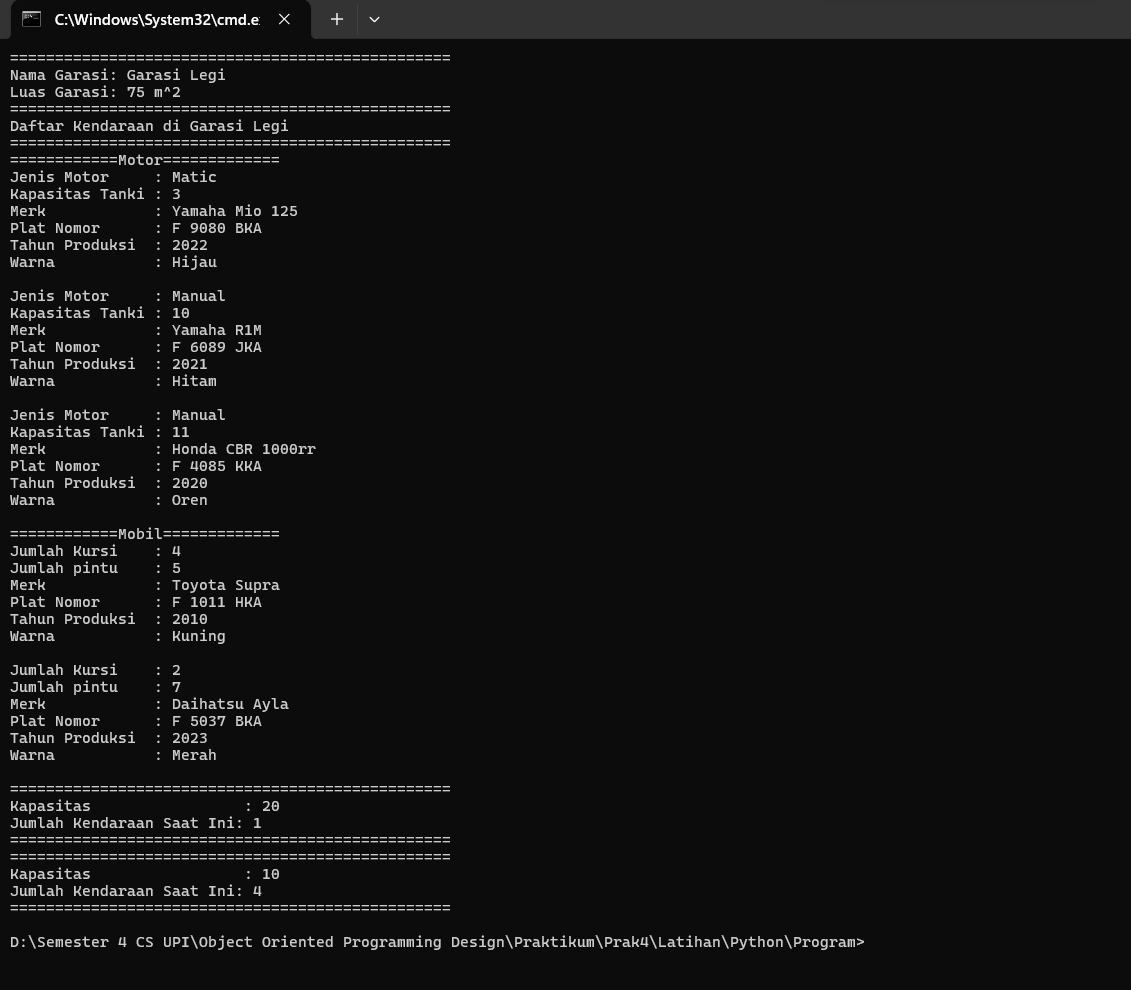 C:\Windows\System32\cmd.e
=================================================
Nama Garasi: Garasi Legi
Luas Garasi: 75 m^2
=================================================
Daftar Kendaraan di Garasi Legi
=================================================
============Motor=============
Jenis Motor     : Matic
Kapasitas Tanki : 3
Merk            : Yamaha Mio 125
Plat Nomor      : F 9080 BKA
Tahun Produksi  : 2022
Warna           : Hijau

Jenis Motor     : Manual
Kapasitas Tanki : 10
Merk            : Yamaha R1M
Plat Nomor      : F 6089 JKA
Tahun Produksi  : 2021
Warna           : Hitam

Jenis Motor     : Manual
Kapasitas Tanki : 11
Merk            : Honda CBR 1000rr
Plat Nomor      : F 4085 KKA
Tahun Produksi  : 2020
Warna           : Oren

============Mobil=============
Jumlah Kursi    : 4
Jumlah pintu    : 5
Merk            : Toyota Supra
Plat Nomor      : F 1011 HKA
Tahun Produksi  : 2010
Warna           : Kuning

Jumlah Kursi    : 2
Jumlah pintu    : 7
Merk            : Daihatsu Ayla
Plat Nomor      : F 5037 BKA
Tahun Produksi  : 2023
Warna           : Merah

=================================================
Kapasitas                 : 20
Jumlah Kendaraan Saat Ini: 1
=================================================
=================================================
Kapasitas                 : 10
Jumlah Kendaraan Saat Ini: 4
=================================================

D:\Semester 4 CS UPI\Object Oriented Programming Design\Praktikum\Prak4\Latihan\Python\Program>